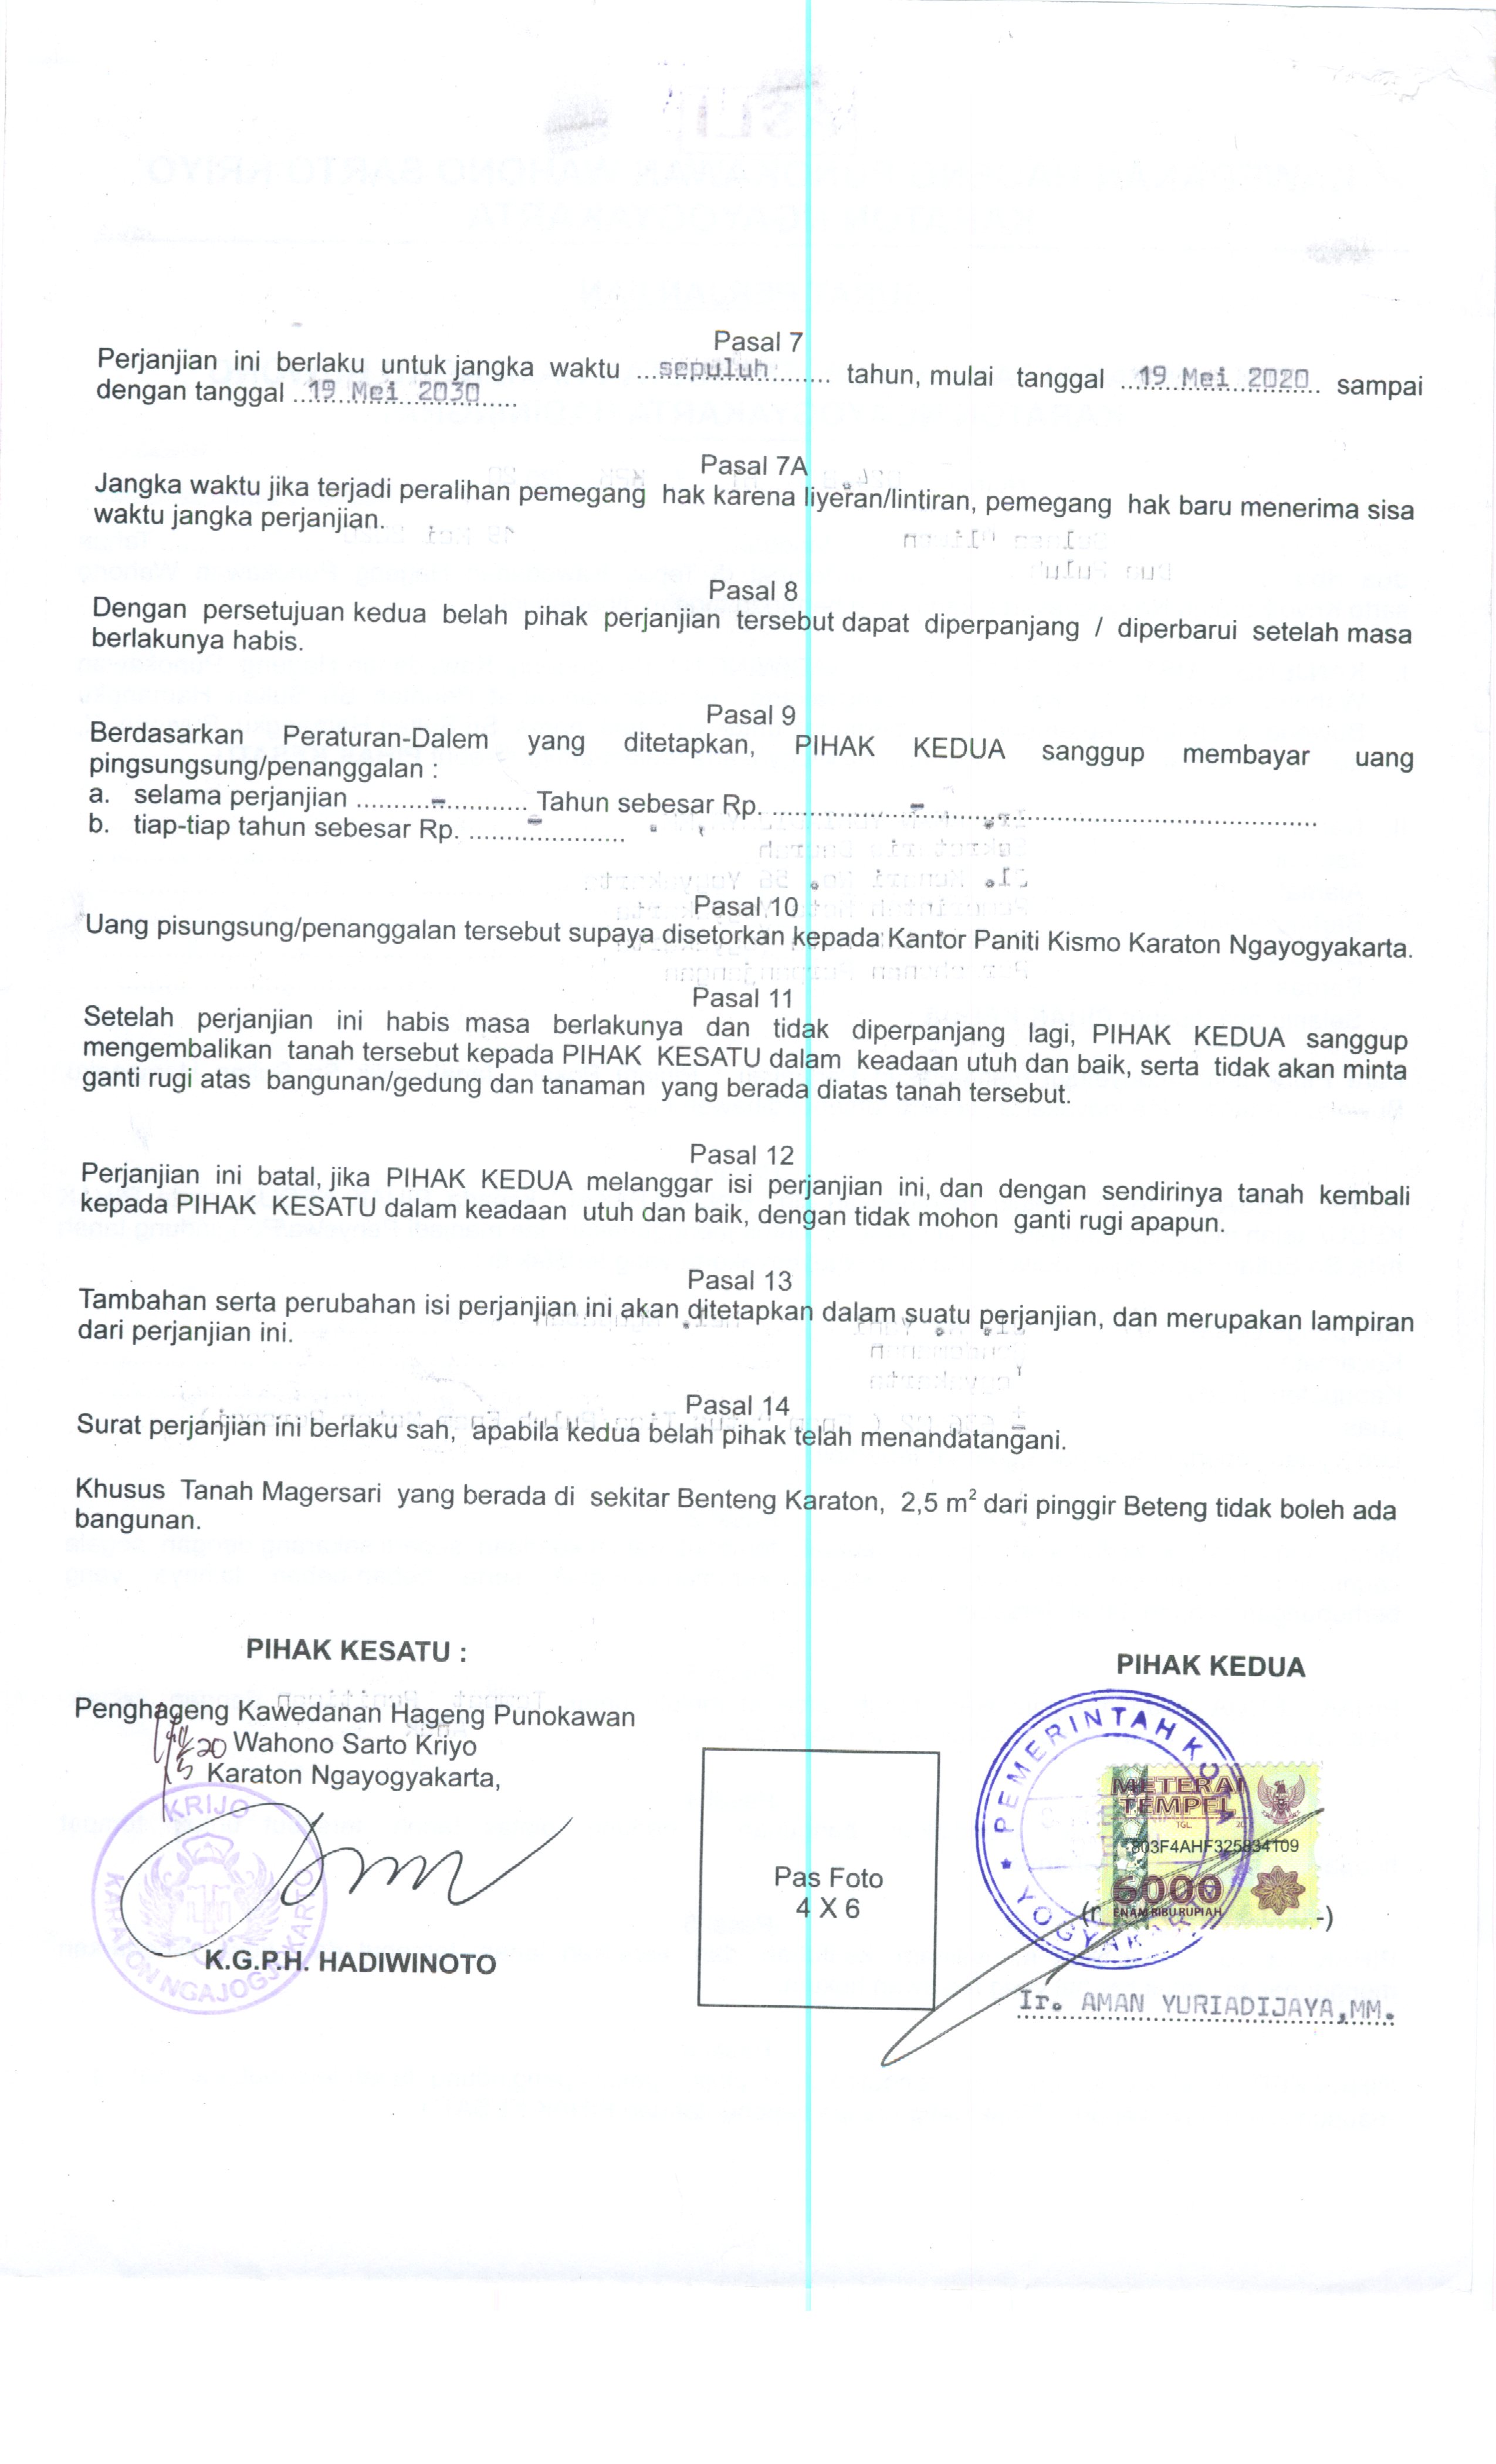 Pasal 7
Perjanjian ini berlaku untuk jangka waktu ...sepuluh......... tahun, mulai tanggal ..19 Mei 2020.. sampai
dengan tanggal ..19 Mei 2030.....
Pasal 7A
Jangka waktu jika terjadi peralihan pemegang hak karena liyeran/lintiran, pemegang hak baru menerima sisa
waktu jangka perjanjian.
Pasal 8
Dengan persetujuan kedua belah pihak perjanjian tersebut dapat diperpanjang / diperbarui setelah masa
berlakunya habis.
Pasal 9
Berdasarkan Peraturan-Dalem yang ditetapkan, PIHAK KEDUA sanggup membayar uang
pingsungsung/penanggalan :
a. selama perjanjian ..........-........... Tahun sebesar Rp. ....................-........................................................
b. tiap-tiap tahun sebesar Rp. ........-............
Pasal 10
Uang pisungsung/penanggalan tersebut supaya disetorkan kepada Kantor Paniti Kismo Karaton Ngayogyakarta.
Pasal 11
Setelah perjanjian ini habis masa berlakunya dan tidak diperpanjang lagi, PIHAK KEDUA sanggup
mengembalikan tanah tersebut kepada PIHAK KESATU dalam keadaan utuh dan baik, serta tidak akan minta
ganti rugi atas bangunan/gedung dan tanaman yang berada diatas tanah tersebut.
Pasal 12
Perjanjian ini batal, jika PIHAK KEDUA melanggar isi perjanjian ini, dan dengan sendirinya tanah kembali
kepada PIHAK KESATU dalam keadaan utuh dan baik, dengan tidak mohon ganti rugi apapun.
Pasal 13
Tambahan serta perubahan isi perjanjian ini akan ditetapkan dalam suatu perjanjian, dan merupakan lampiran
dari perjanjian ini.
Pasal 14
Surat perjanjian ini berlaku sah, apabila kedua belah pihak telah menandatangani.
Khusus Tanah Magersari yang berada di sekitar Benteng Karaton, 2,5 m² dari pinggir Beteng tidak boleh ada
bangunan.
PIHAK KESATU :
Penghageng Kawedanan Hageng Punokawan
Wahono Sarto Kriyo
Karaton Ngayogyakarta,
KRIJO
KARATON NGAJOGJAKARTO
K.G.P.H. HADIWINOTO
Pas Foto
4 X 6
PIHAK KEDUA
PEMERINTAH KOTA
YOGYAKARTA
METERAI
TEMPEL
TGL. 20
803F4AHF325834109
6000
ENAM RIBU RUPIAH
Ir. AMAN YURIADIJAYA,MM.